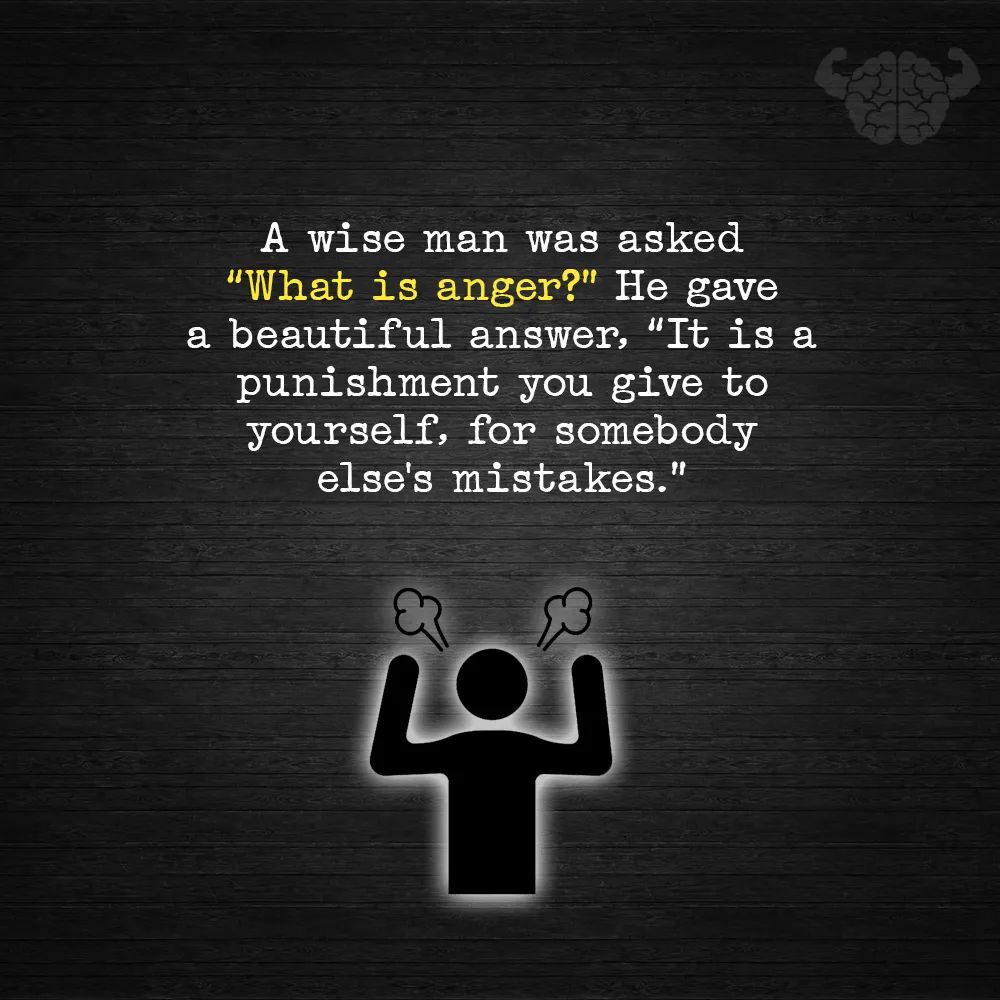 A wise man was asked
“What is anger?" He gave
a beautiful answer, “It is a
punishment you give to
yourself, for somebody
else's mistakes."